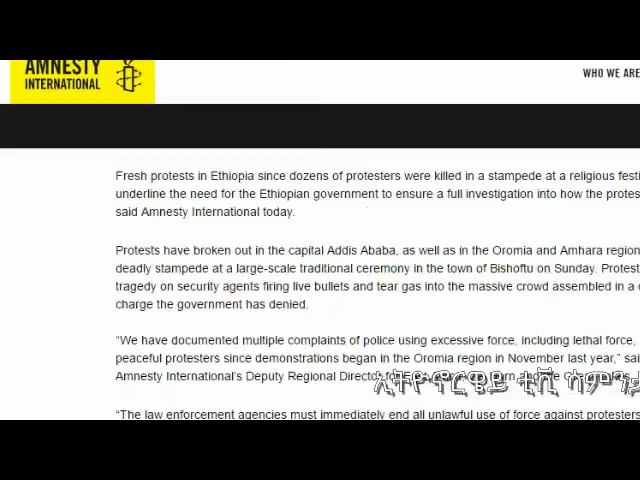 AMNESTY
INTERNATIONAL
WHO WE ARE
Fresh protests in Ethiopia since dozens of protesters were killed in a stampede at a religious
underline the need for the Ethiopian government to ensure a full investigation into how the
said Amnesty International today.
Protests have broken out in the capital Addis Ababa, as well as in the Oromia and Amhara
deadly stampede at a large-scale traditional ceremony in the town of Bishoftu on Sunday.
tragedy on security agents firing live bullets and tear gas into the massive crowd assembled in a
charge the government has denied.
“We have documented multiple complaints of police using excessive force, including lethal force,
peaceful protesters since demonstrations began in the Oromia region in November last year,”
Amnesty International’s Deputy Regional
“The law enforcement agencies must immediately end all unlawful use of force against protesters